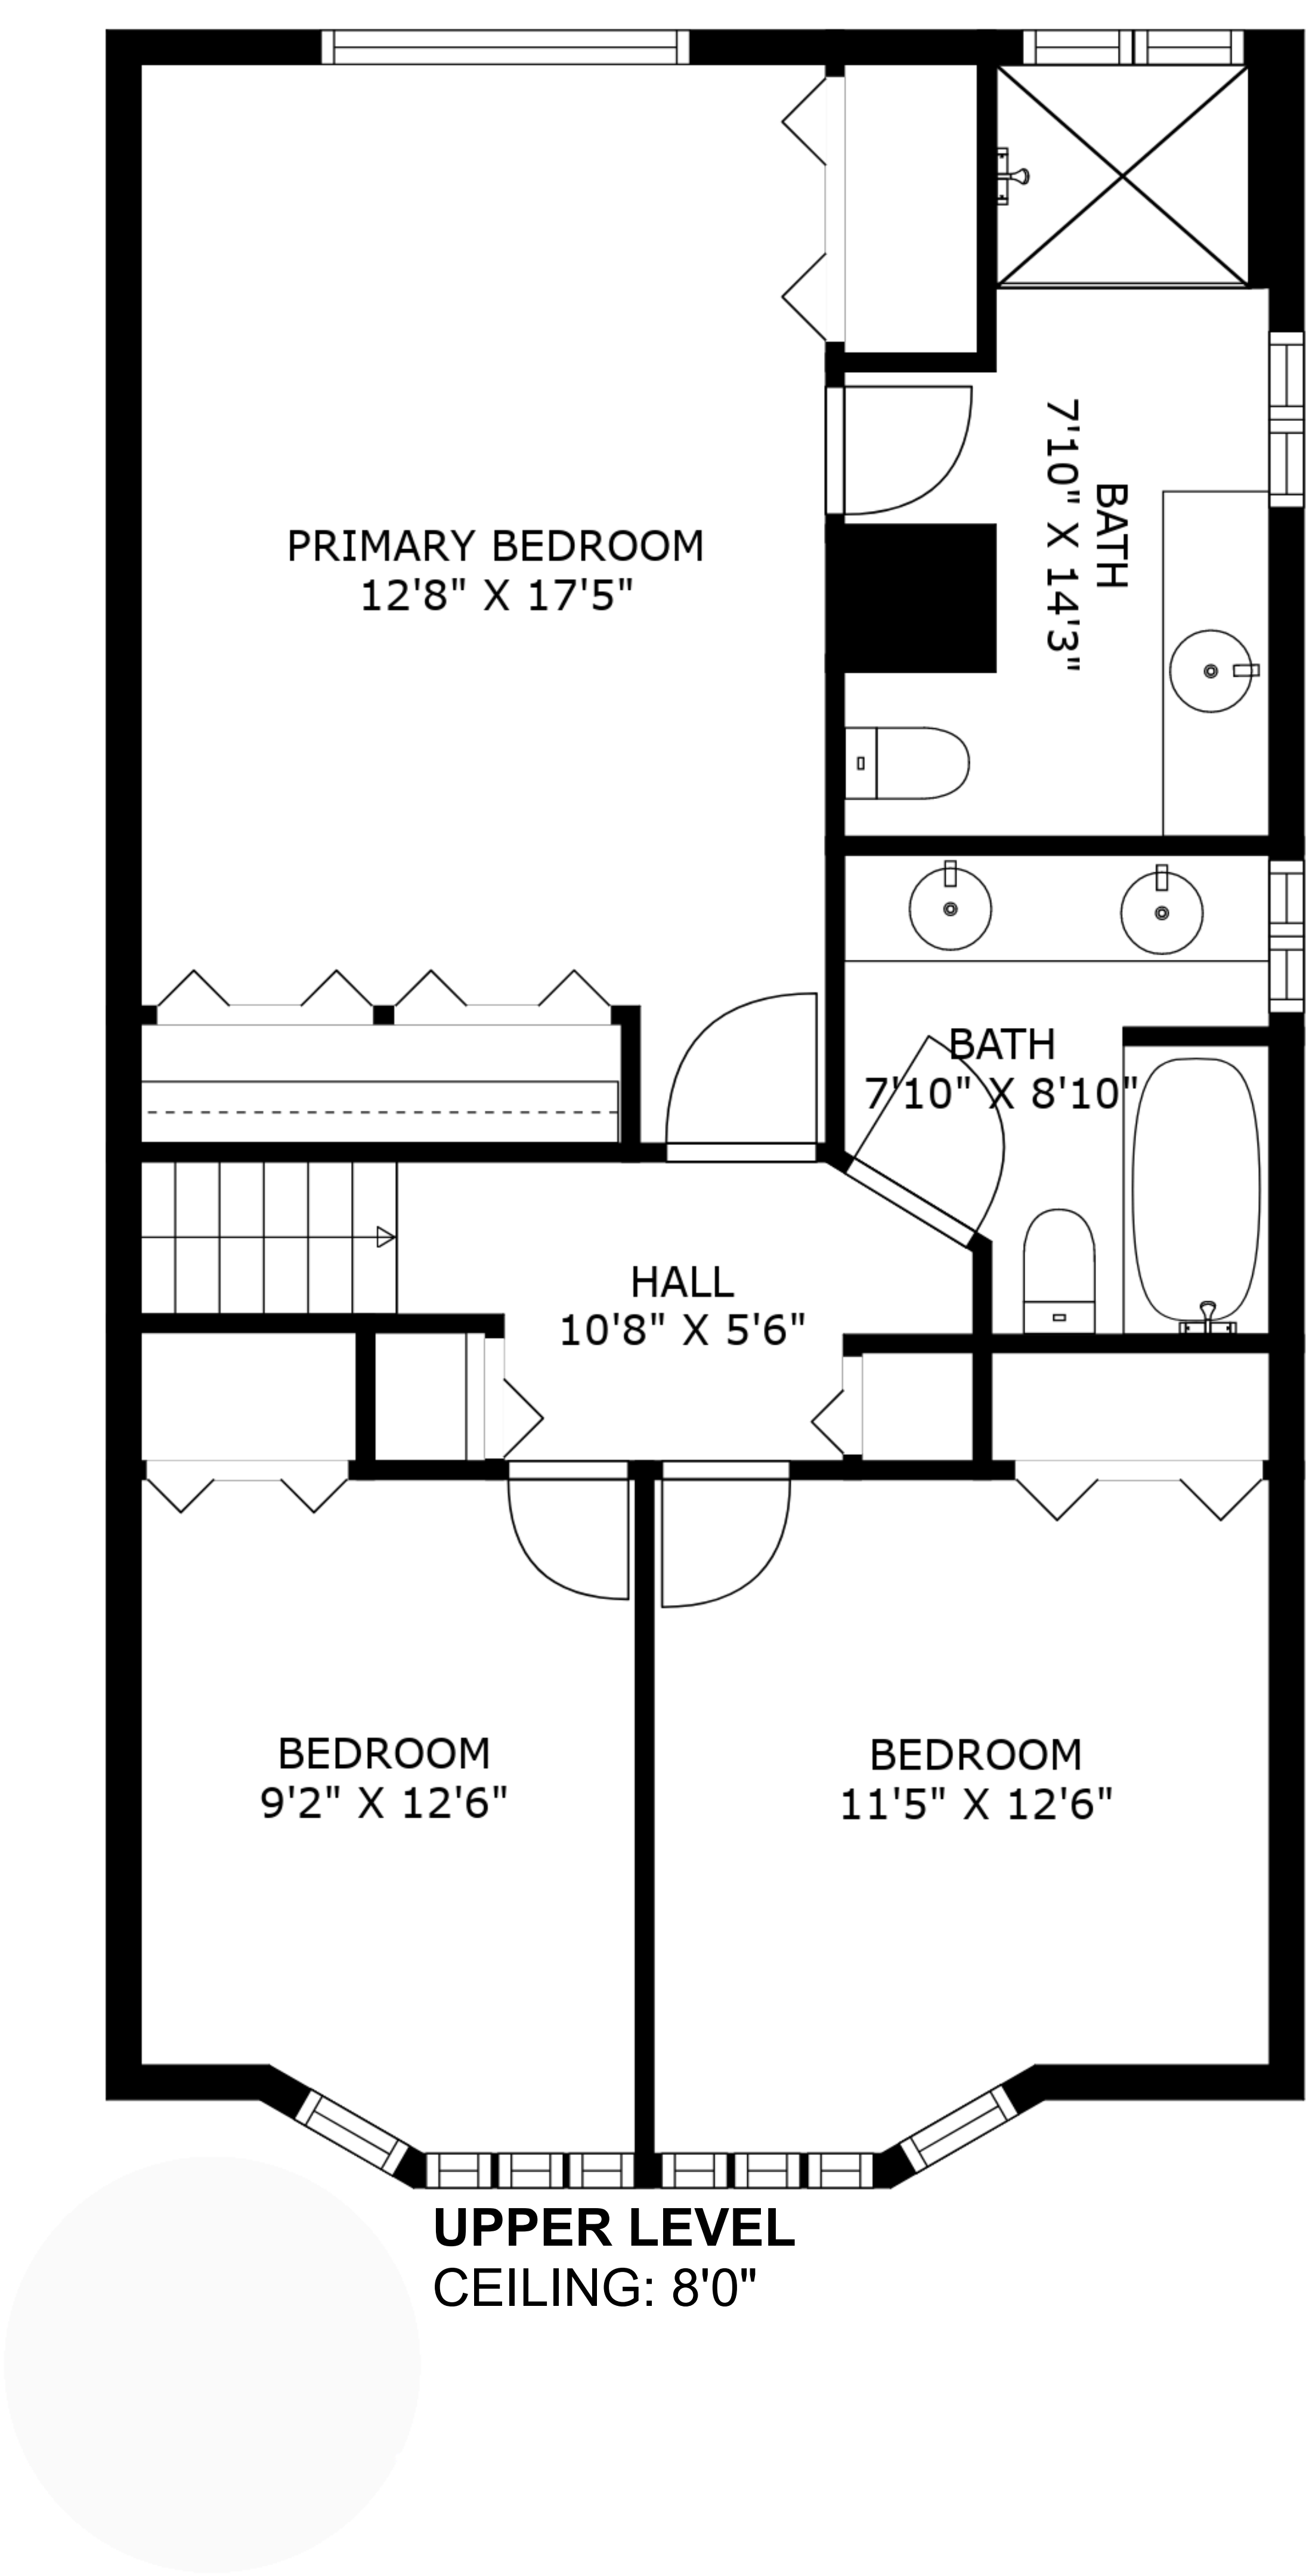 PRIMARY BEDROOM
12'8" X 17'5"
BATH
7'10" X 14'3"
BATH
7'10" X 8'10"
HALL
10'8" X 5'6"
BEDROOM
9'2" X 12'6"
BEDROOM
11'5" X 12'6"
UPPER LEVEL
CEILING: 8'0"